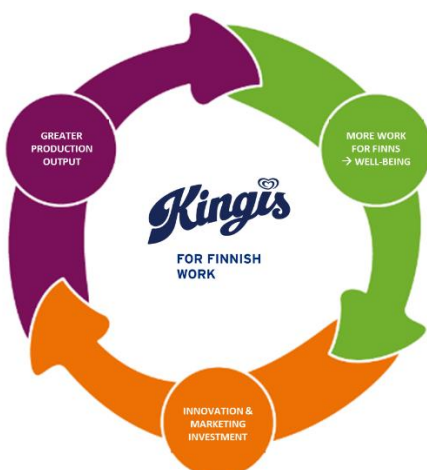 GREATER
PRODUCTION
OUTPUT
MORE WORK
FOR FINNS
→ WELL-BEING
Kingis
FOR FINNISH
WORK
INNOVATION &
MARKETING
INVESTMENT